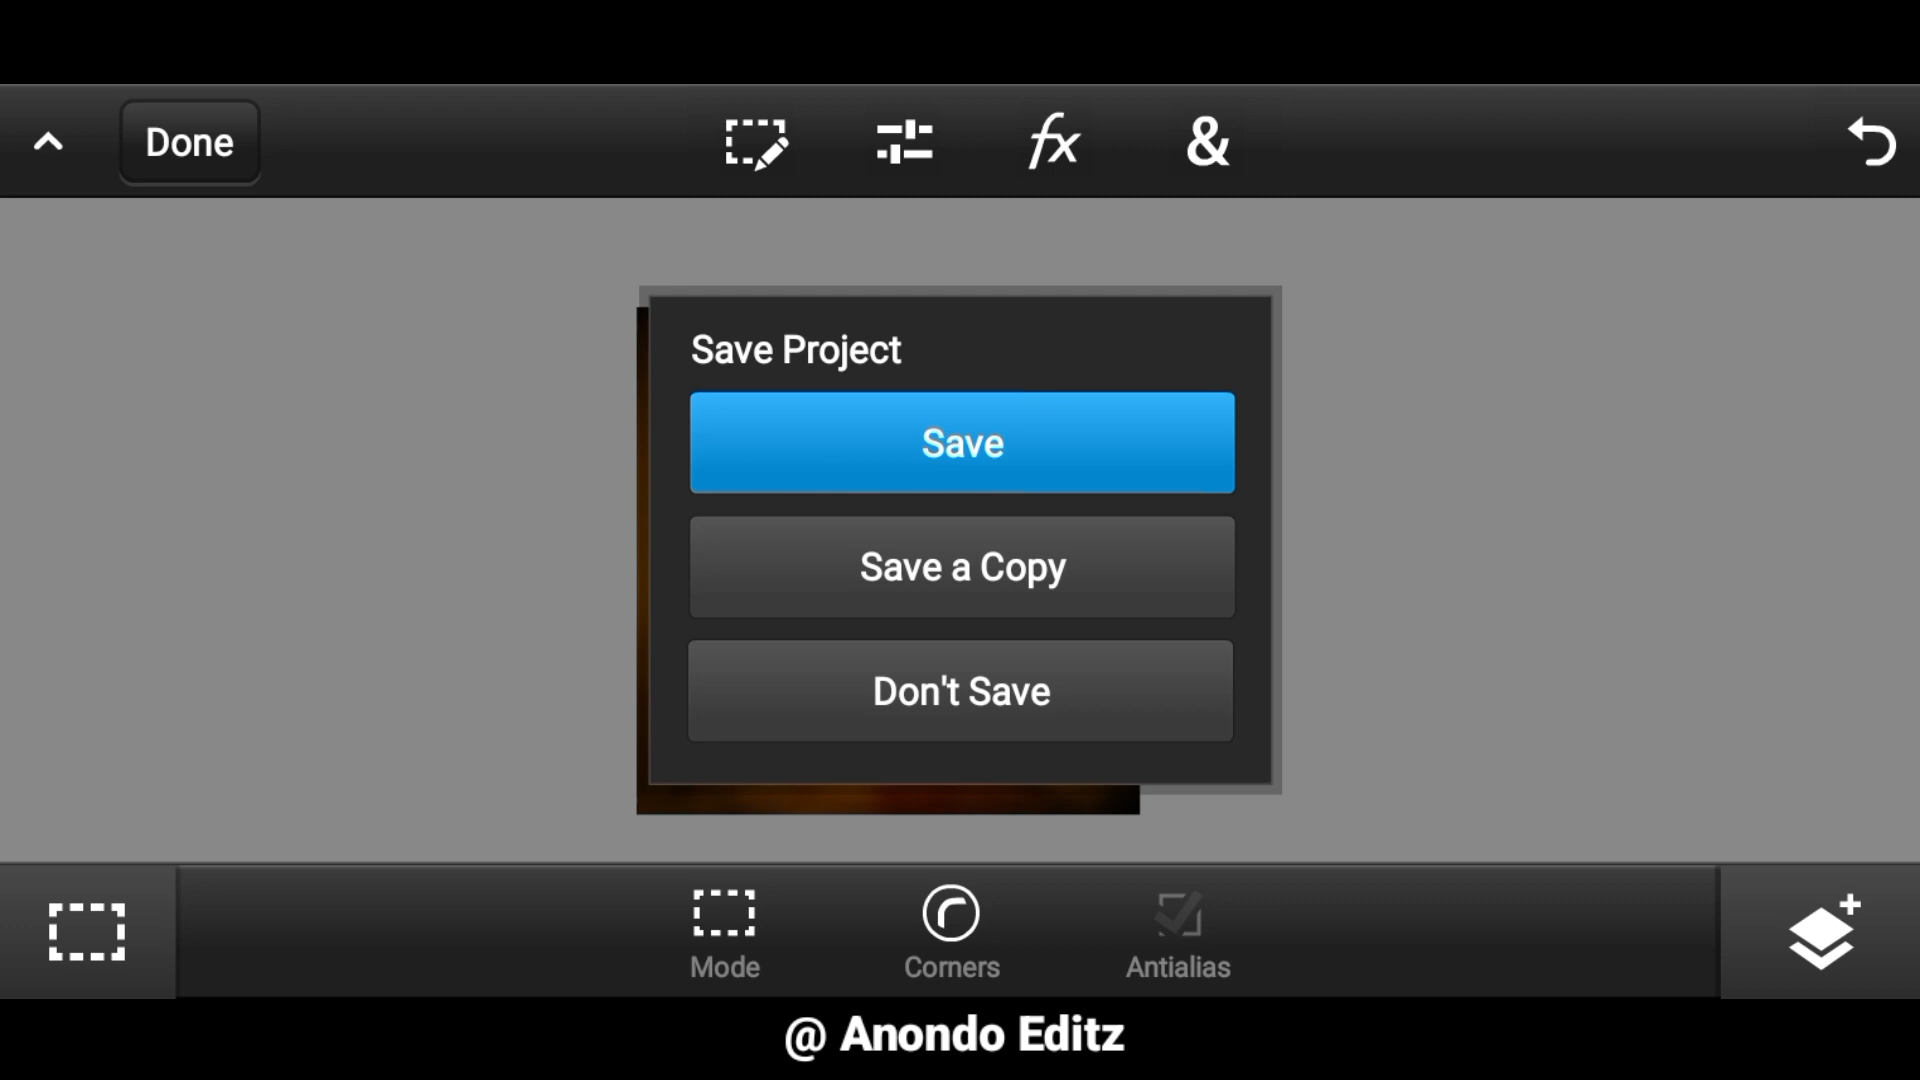 Done
fx
&
Save Project
Save
Save a Copy
Don't Save
Mode
Corners
Antialias
@ Anondo Editz